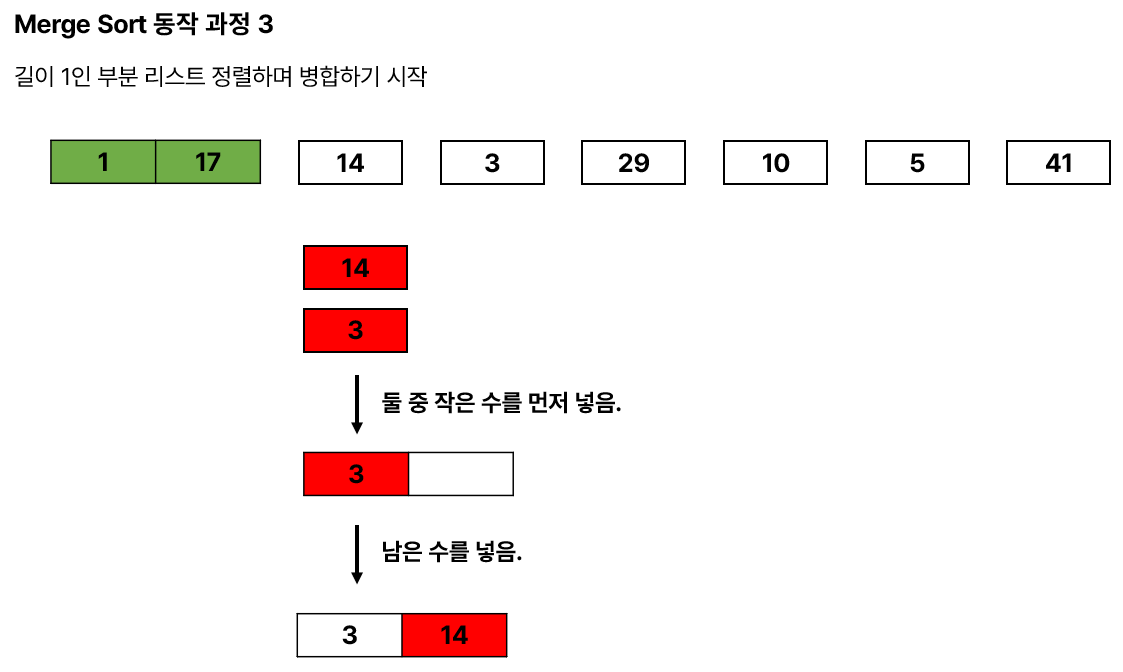 Merge Sort 동작 과정 3
길이 1인 부분 리스트 정렬하며 병합하기 시작
1 17 14 3 29 10 5 41
14
3
둘 중 작은 수를 먼저 넣음.
3
남은 수를 넣음.
3 14